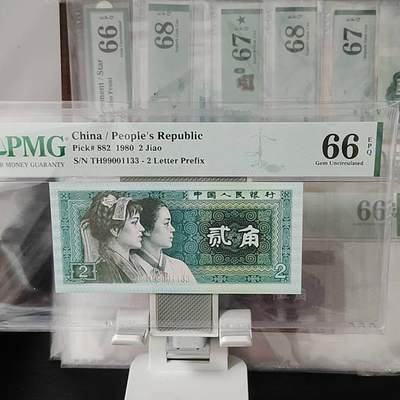 66
EPQ
68
67
68
67
PMG
MONEY GUARANTY
China / People's Republic
Pick# 882 1980 2 Jiao
S/N TH99001133 - 2 Letter Prefix
66
EPQ
Gem Uncirculated
中国人民银行
贰角
2
2
66